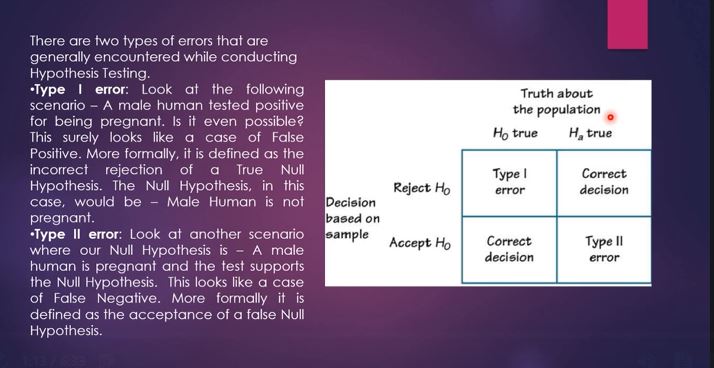 There are two types of errors that are
generally encountered while conducting
Hypothesis Testing.
•Type I error: Look at the following
scenario – A male human tested positive
for being pregnant. Is it even possible?
This surely looks like a case of False
Positive. More formally, it is defined as the
incorrect rejection of a True Null
Hypothesis. The Null Hypothesis, in this
case, would be – Male Human is not
pregnant.
•Type II error: Look at another scenario
where our Null Hypothesis is – A male
human is pregnant and the test supports
the Null Hypothesis. This looks like a case
of False Negative. More formally it is
defined as the acceptance of a false Null
Hypothesis.
Truth about
the population
H₀ true Hₐ true
Reject H₀
Type I
error
Correct
decision
Decision
based on
sample
Accept H₀
Correct
decision
Type II
error